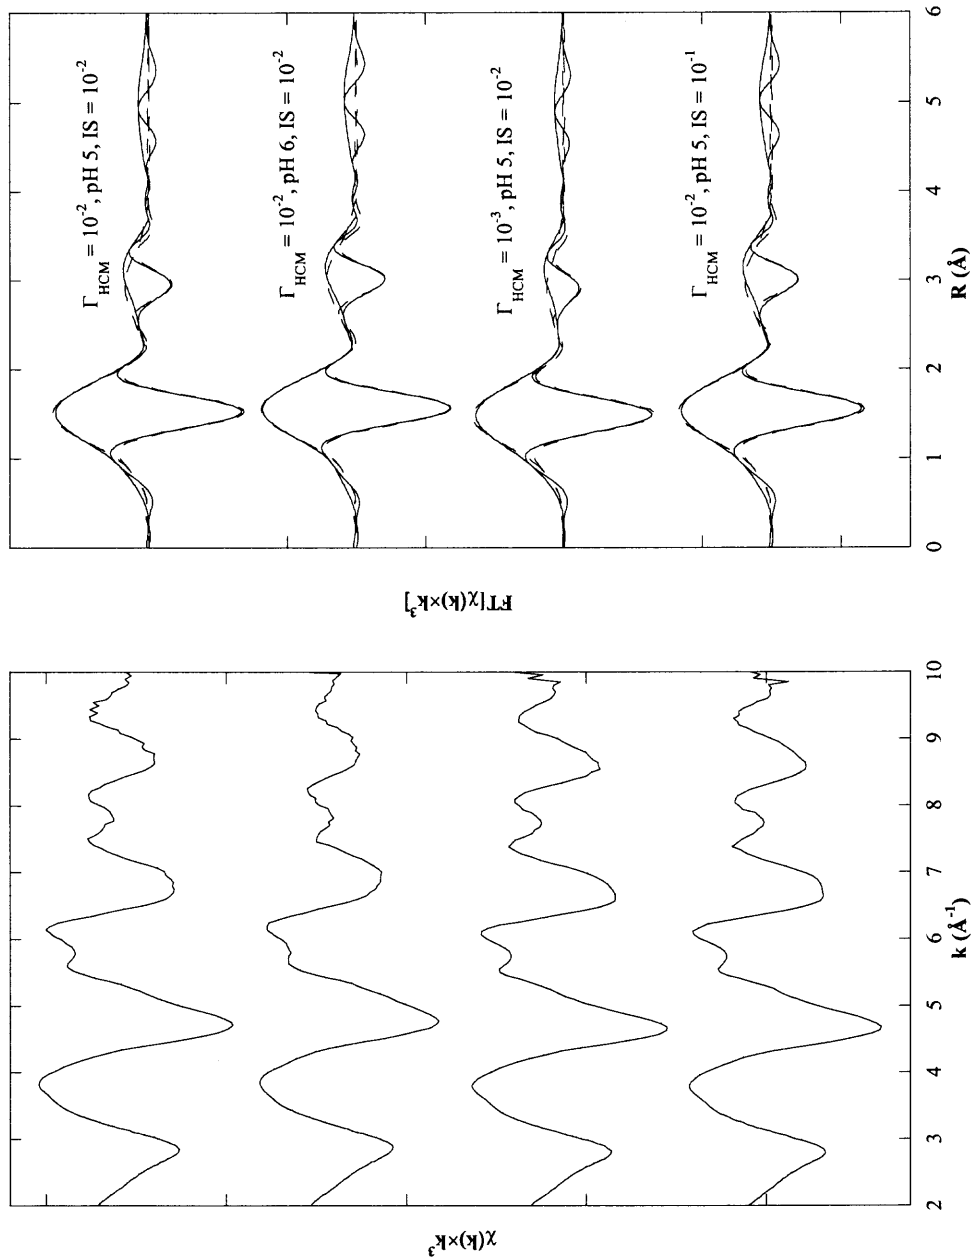 χ(k)×k³
2 3 4 5 6 7 8 9 10
k (Å⁻¹)
FT[χ(k)×k³]
Γ_HCM = 10⁻², pH 5, IS = 10⁻²
Γ_HCM = 10⁻², pH 6, IS = 10⁻²
Γ_HCM = 10⁻³, pH 5, IS = 10⁻²
Γ_HCM = 10⁻², pH 5, IS = 10⁻¹
0 1 2 3 4 5 6
R (Å)